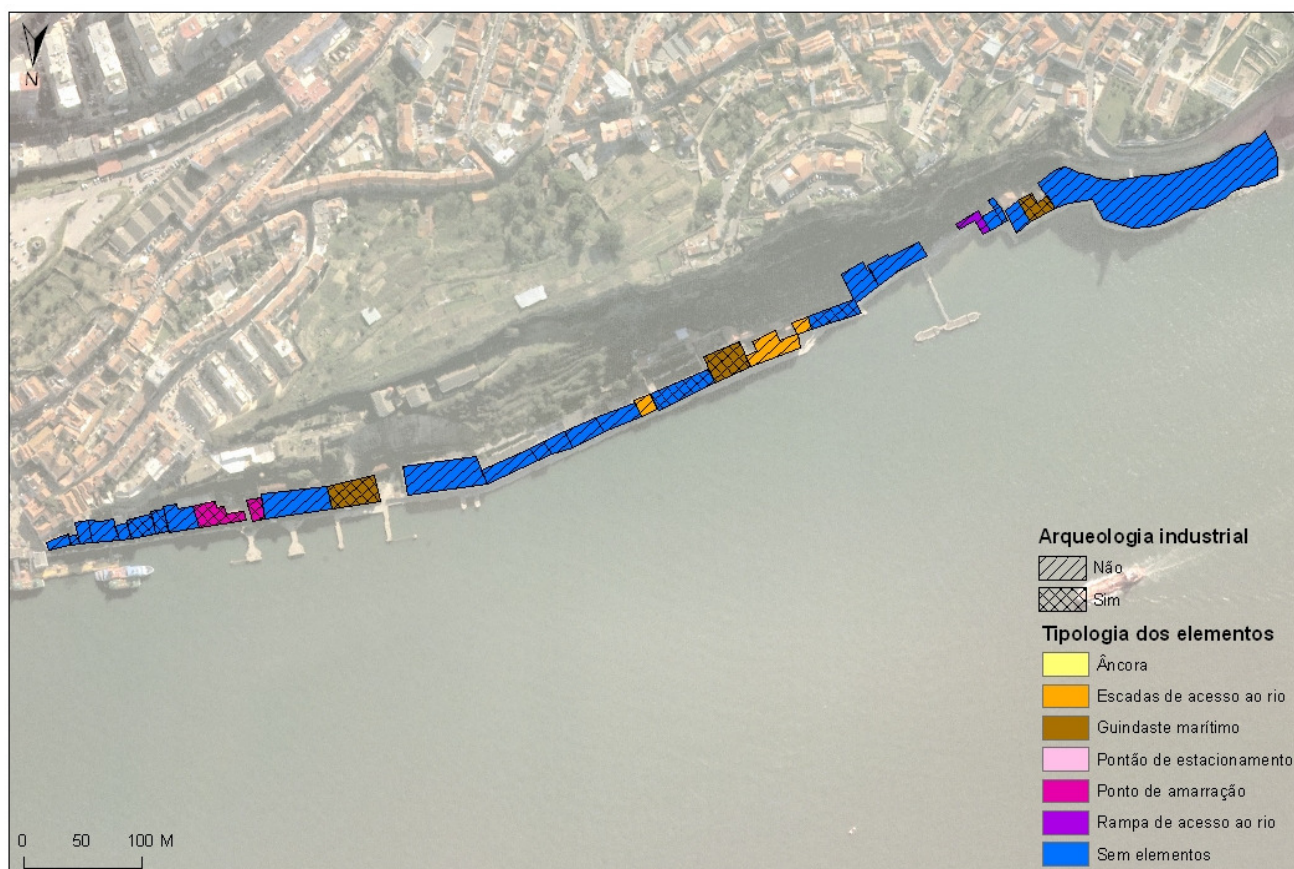 N
Arqueologia industrial
Não
Sim
Tipologia dos elementos
Âncora
Escadas de acesso ao rio
Guindaste marítimo
Pontão de estacionamento
Ponto de amarração
Rampa de acesso ao rio
Sem elementos
0 50 100 M